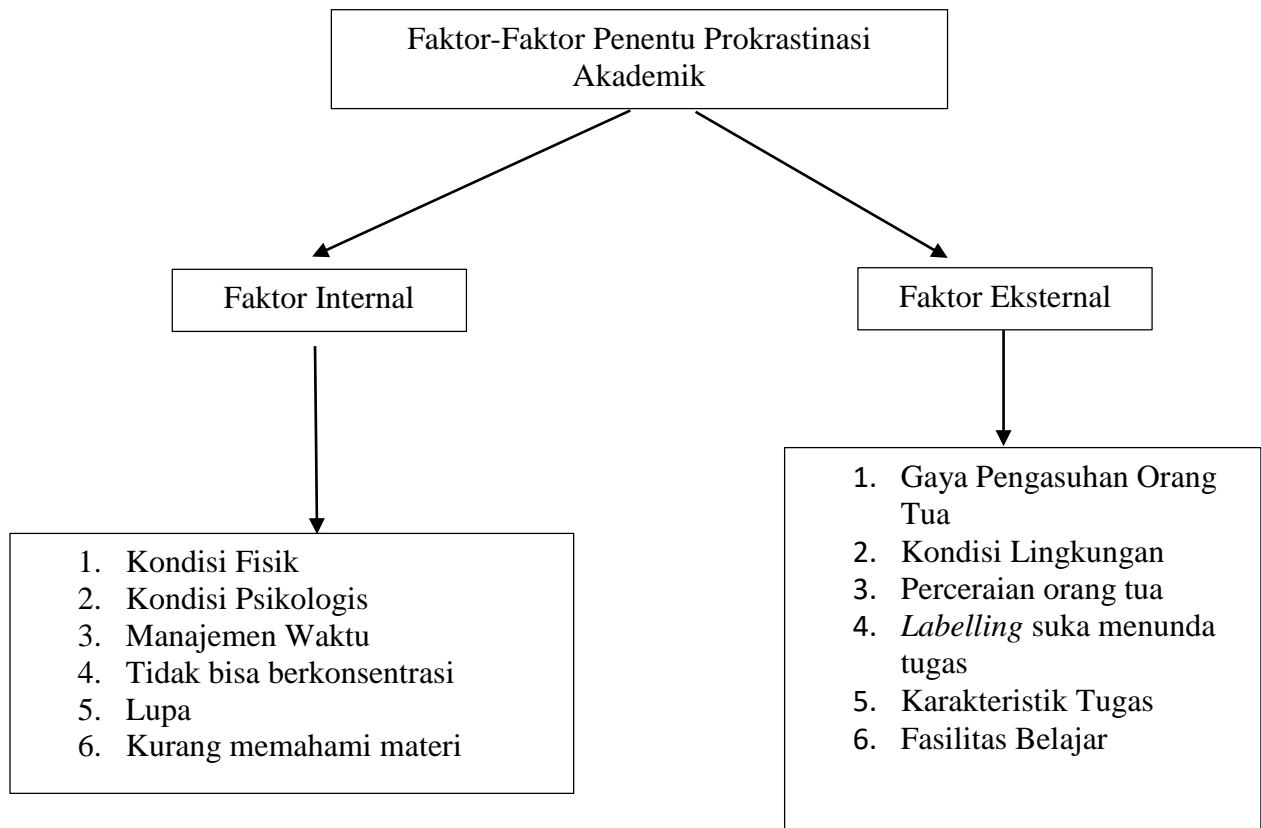 Faktor-Faktor Penentu Prokrastinasi
Akademik
Faktor Internal
Faktor Eksternal
1. Kondisi Fisik
2. Kondisi Psikologis
3. Manajemen Waktu
4. Tidak bisa berkonsentrasi
5. Lupa
6. Kurang memahami materi
1. Gaya Pengasuhan Orang
Tua
2. Kondisi Lingkungan
3. Perceraian orang tua
4. Labelling suka menunda
tugas
5. Karakteristik Tugas
6. Fasilitas Belajar